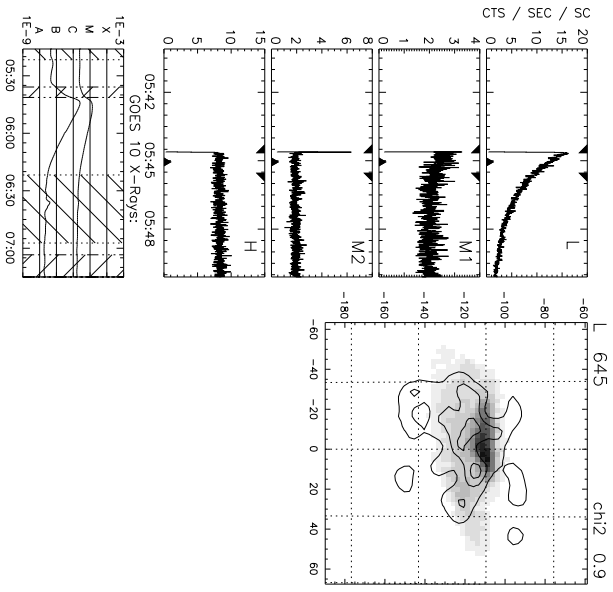 CTS / SEC / SC
0 5 10 15 20
L
0 1 2 3 4
M1
0 2 4 6 8
M2
0 5 10 15
H
05:42 05:45 05:48
GOES 10 X-Rays:
1E-9 1E-3
A B C M X
05:30 06:00 06:30 07:00
L 645 chi2 0.9
-180 -160 -140 -120 -100 -80 -60
-60 -40 -20 0 20 40 60